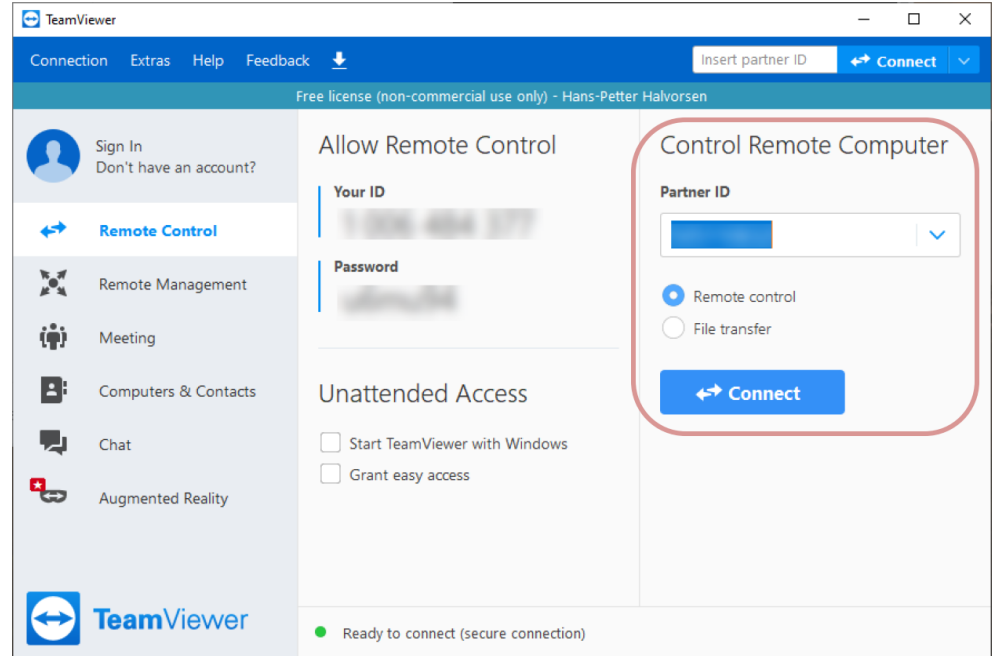 TeamViewer
Connection Extras Help Feedback
Insert partner ID
Connect
Free license (non-commercial use only) - Hans-Petter Halvorsen
Sign In
Don't have an account?
Remote Control
Remote Management
Meeting
Computers & Contacts
Chat
Augmented Reality
TeamViewer
Allow Remote Control
Your ID
Password
Unattended Access
Start TeamViewer with Windows
Grant easy access
Control Remote Computer
Partner ID
Remote control
File transfer
Connect
Ready to connect (secure connection)